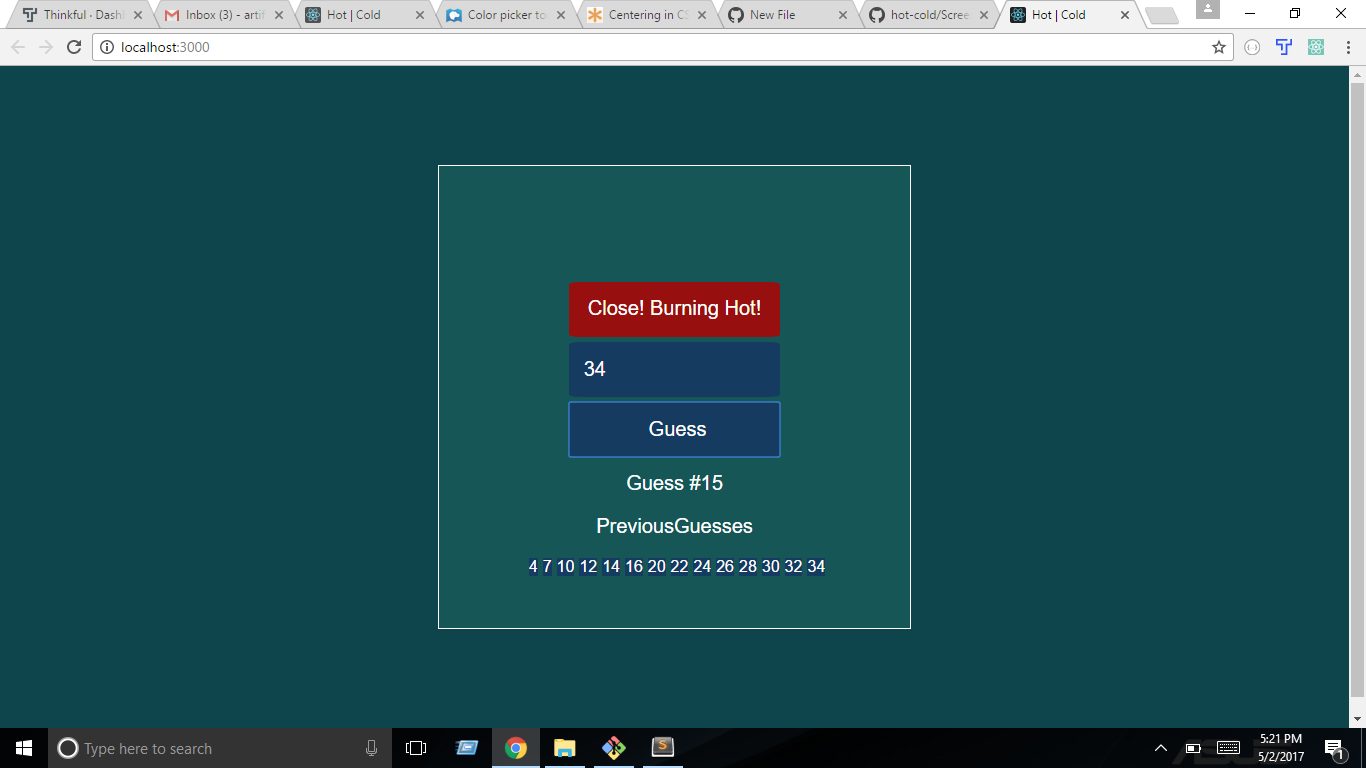 Thinkful - Dashl
Inbox (3) - artif
Hot | Cold
Color picker to
Centering in CS
New File
hot-cold/Scree
Hot | Cold
localhost:3000
Close! Burning Hot!
34
Guess
Guess #15
PreviousGuesses
4 7 10 12 14 16 20 22 24 26 28 30 32 34
Type here to search
5:21 PM
5/2/2017
1